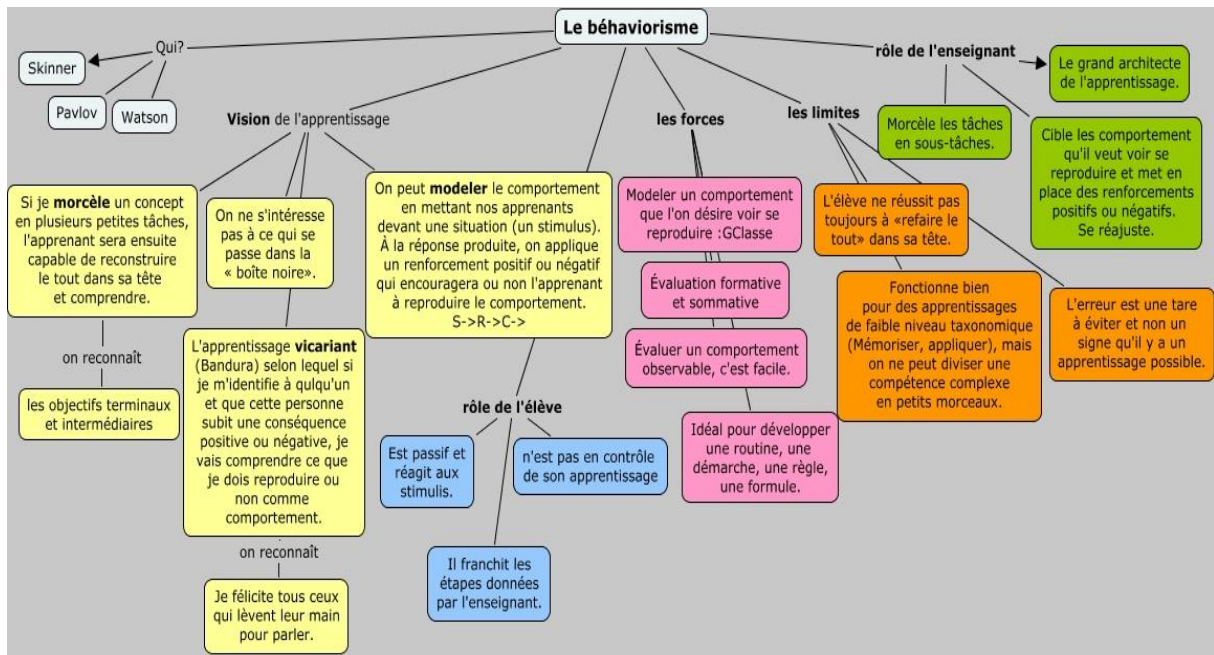 Le béhaviorisme
Qui?
Skinner
Pavlov
Watson
Vision de l'apprentissage
Si je morcèle un concept
en plusieurs petites tâches,
l'apprenant sera ensuite
capable de reconstruire
le tout dans sa tête
et comprendre.
on reconnaît
les objectifs terminaux
et intermédiaires
On ne s'intéresse
pas à ce qui se
passe dans la
« boîte noire».
L'apprentissage vicariant
(Bandura) selon lequel si
je m'identifie à qulqu'un
et que cette personne
subit une conséquence
positive ou négative, je
vais comprendre ce que
je dois reproduire ou
non comme
comportement.
on reconnaît
Je félicite tous ceux
qui lèvent leur main
pour parler.
On peut modeler le comportement
en mettant nos apprenants
devant une situation (un stimulus).
À la réponse produite, on applique
un renforcement positif ou négatif
qui encouragera ou non l'apprenant
à reproduire le comportement.
S->R->C->
rôle de l'élève
Est passif et
réagit aux
stimulis.
n'est pas en contrôle
de son apprentissage
Il franchit les
étapes données
par l'enseignant.
les forces
Modeler un comportement
que l'on désire voir se
reproduire :GClasse
Évaluation formative
et sommative
Évaluer un comportement
observable, c'est facile.
Idéal pour développer
une routine, une
démarche, une règle,
une formule.
les limites
L'élève ne réussit pas
toujours à «refaire le
tout» dans sa tête.
Fonctionne bien
pour des apprentissages
de faible niveau taxonomique
(Mémoriser, appliquer), mais
on ne peut diviser une
compétence complexe
en petits morceaux.
L'erreur est une tare
à éviter et non un
signe qu'il y a un
apprentissage possible.
rôle de l'enseignant
Le grand architecte
de l'apprentissage.
Morcèle les tâches
en sous-tâches.
Cible les comportement
qu'il veut voir se
reproduire et met en
place des renforcements
positifs ou négatifs.
Se réajuste.